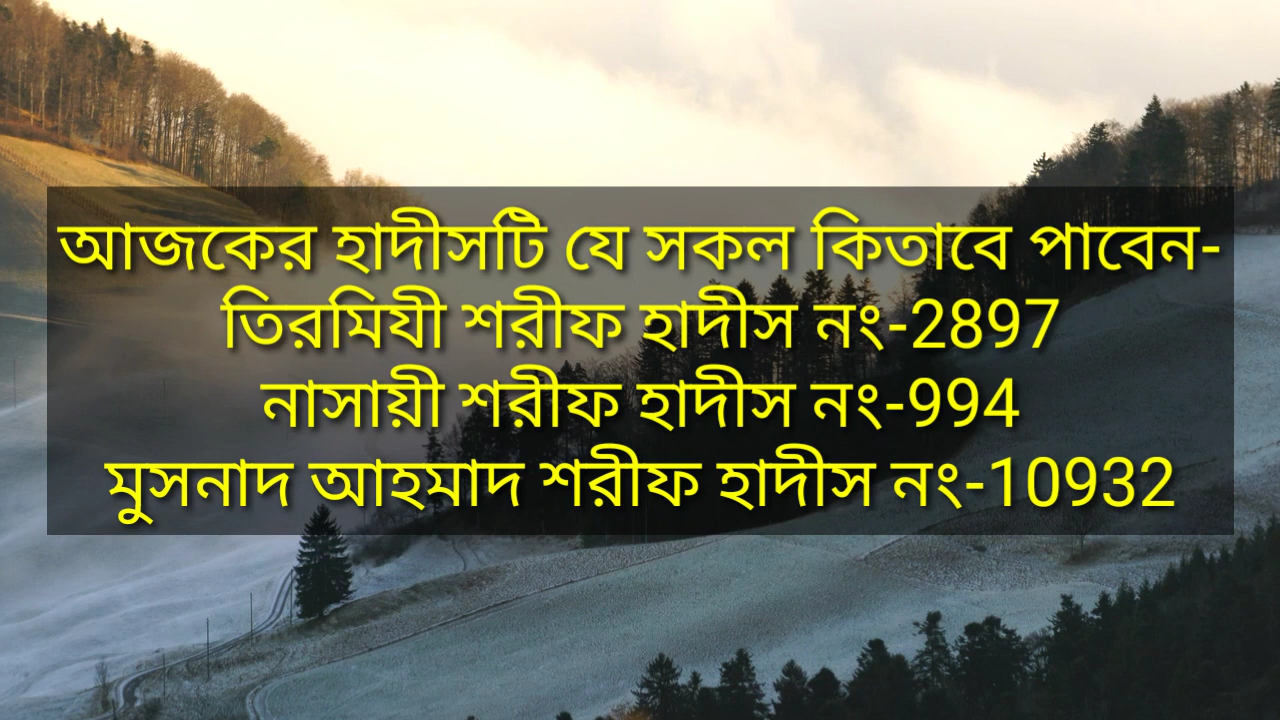 আজকের হাদীসটি যে সকল কিতাবে পাবেন-
তিরমিযী শরীফ হাদীস নং-2897
নাসায়ী শরীফ হাদীস নং-994
মুসনাদ আহমাদ শরীফ হাদীস নং-10932